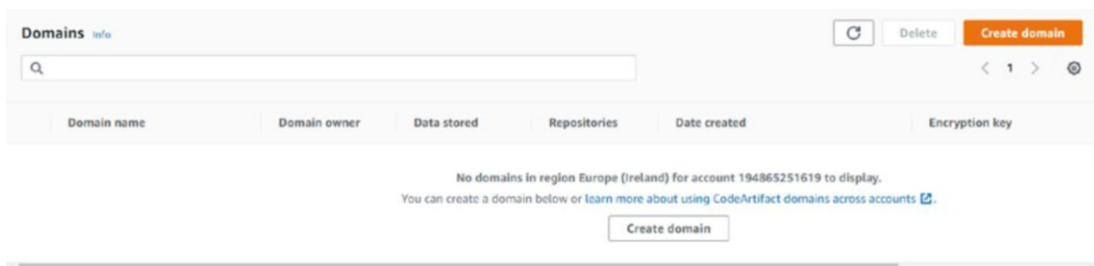 Domains Info
Delete
Create domain
1
Domain name Domain owner Data stored Repositories Date created Encryption key
No domains in region Europe (Ireland) for account 194865251619 to display.
You can create a domain below or learn more about using CodeArtifact domains across accounts.
Create domain